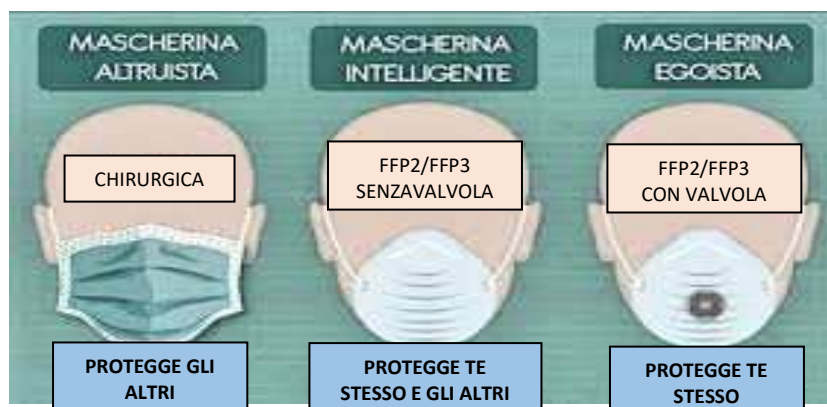 MASCHERINA
ALTRUISTA
CHIRURGICA
PROTEGGE GLI
ALTRI
MASCHERINA
INTELLIGENTE
FFP2/FFP3
SENZAVALVOLA
PROTEGGE TE
STESSO E GLI ALTRI
MASCHERINA
EGOISTA
FFP2/FFP3
CON VALVOLA
PROTEGGE TE
STESSO